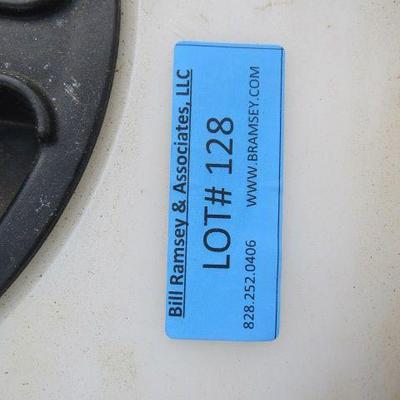 Bill Ramsey & Associates, LLC
LOT# 128
828.252.0406 WWW.BRAMSEY.COM